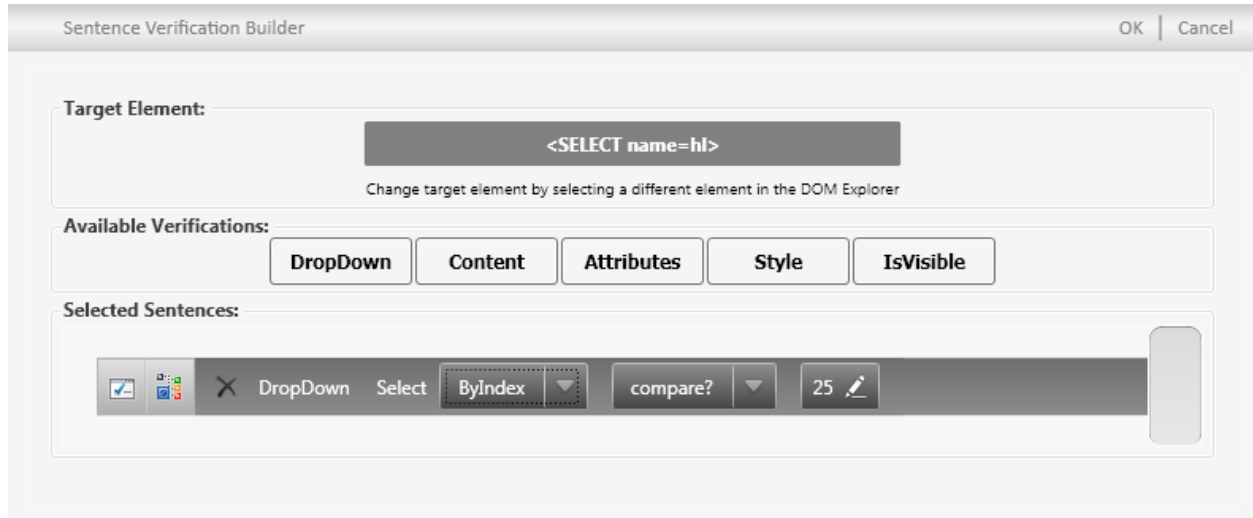 Sentence Verification Builder OK Cancel
Target Element:
<SELECT name=hl>
Change target element by selecting a different element in the DOM Explorer
Available Verifications:
DropDown Content Attributes Style IsVisible
Selected Sentences:
DropDown Select ByIndex compare? 25